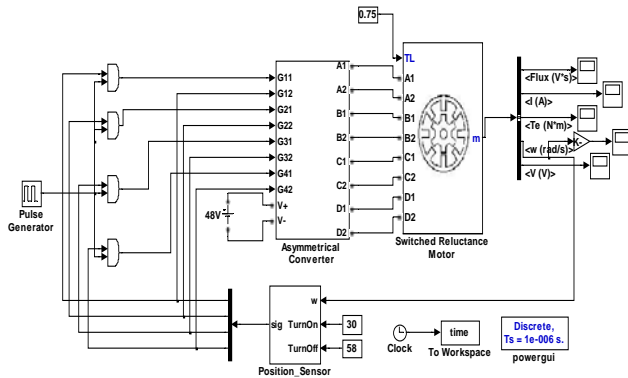 0.75
TL
A1
A2
B1
B2
C1
C2
D1
D2
m
Switched Reluctance
Motor
G11
G12
G21
G22
G31
G32
G41
G42
V+
V-
A1
A2
B1
B2
C1
C2
D1
D2
Asymmetrical
Converter
48V
Pulse
Generator
<Flux (V*s)>
<I (A)>
<Te (N*m)>
<w (rad/s)>
<V (V)>
K-
sig
w
TurnOn
TurnOff
Position_Sensor
30
58
Clock
time
To Workspace
Discrete,
Ts = 1e-006 s.
powergui